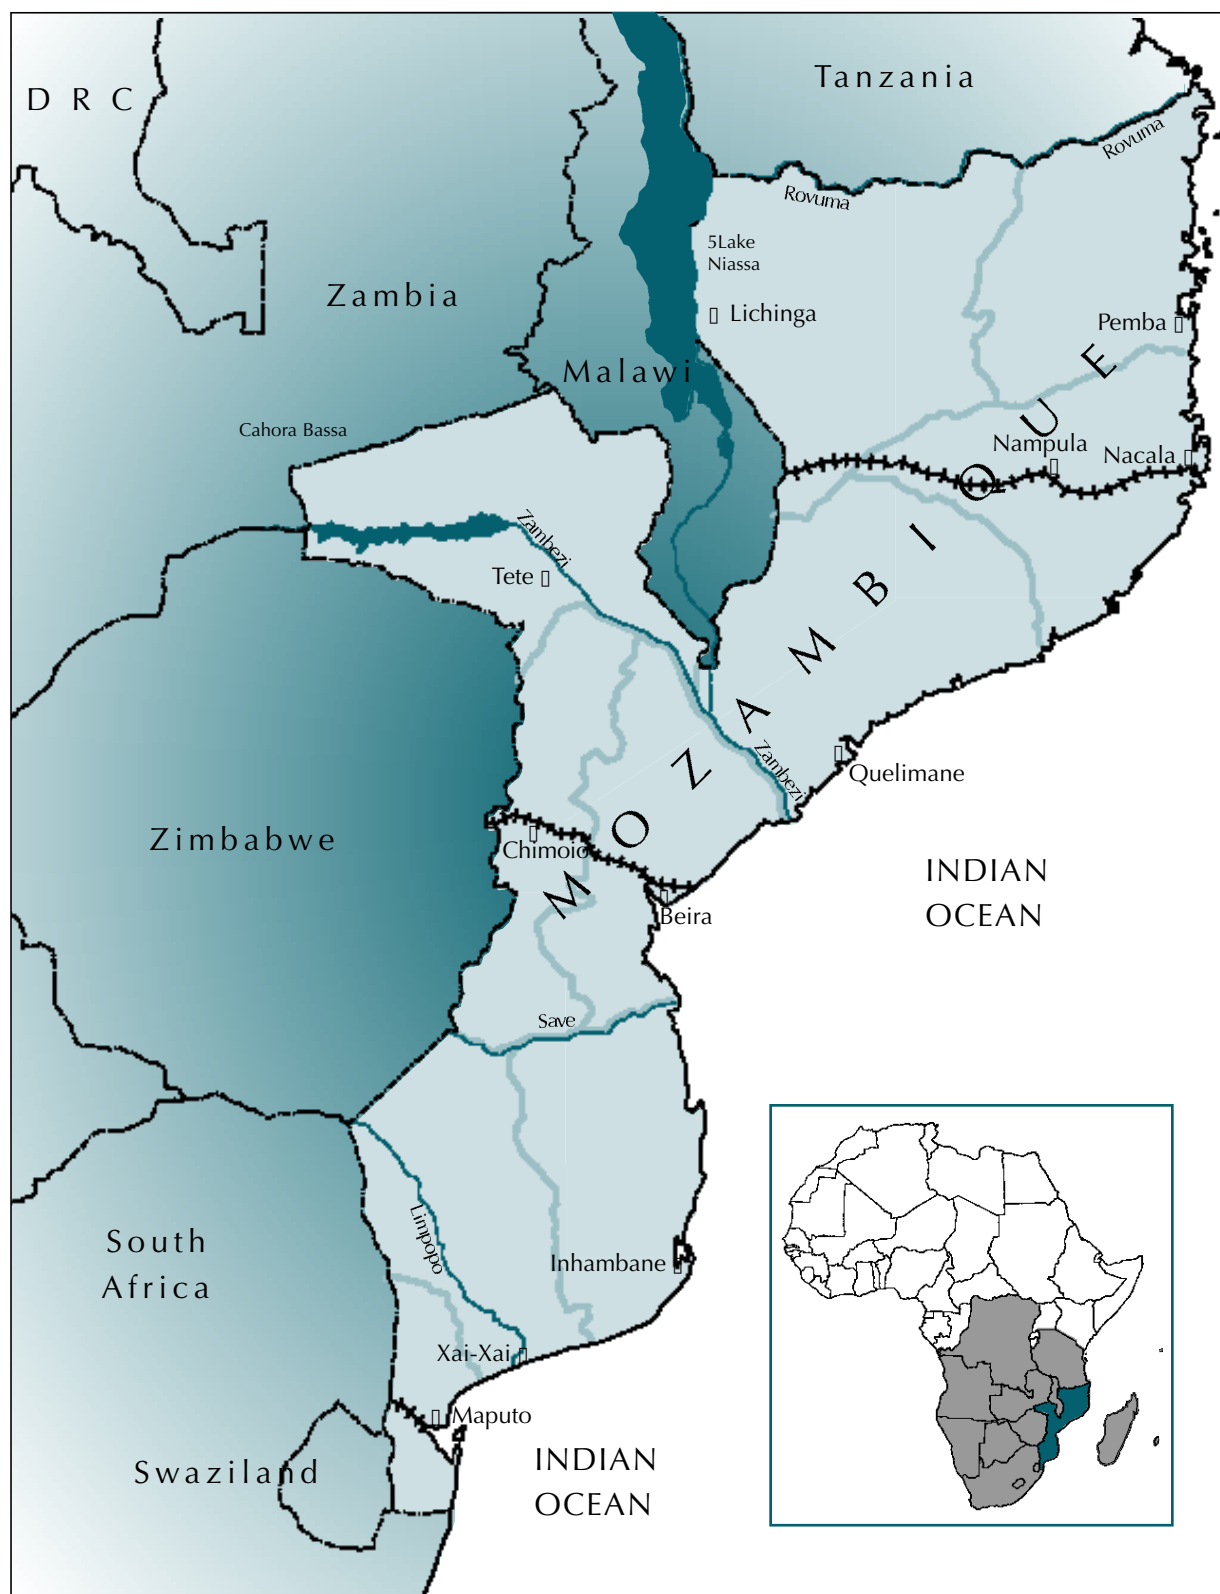 Tanzania
D R C
Rovuma
Rovuma
5Lake
Niassa
Zambia
Lichinga
Pemba
Malawi
Cahora Bassa
Nampula
Nacala
Zambezi
Tete
MOZAMBIQUE
Zambezi
Quelimane
Zimbabwe
Chimoio
INDIAN
OCEAN
Beira
Save
Limpopo
South
Africa
Inhambane
Xai-Xai
Maputo
Swaziland
INDIAN
OCEAN